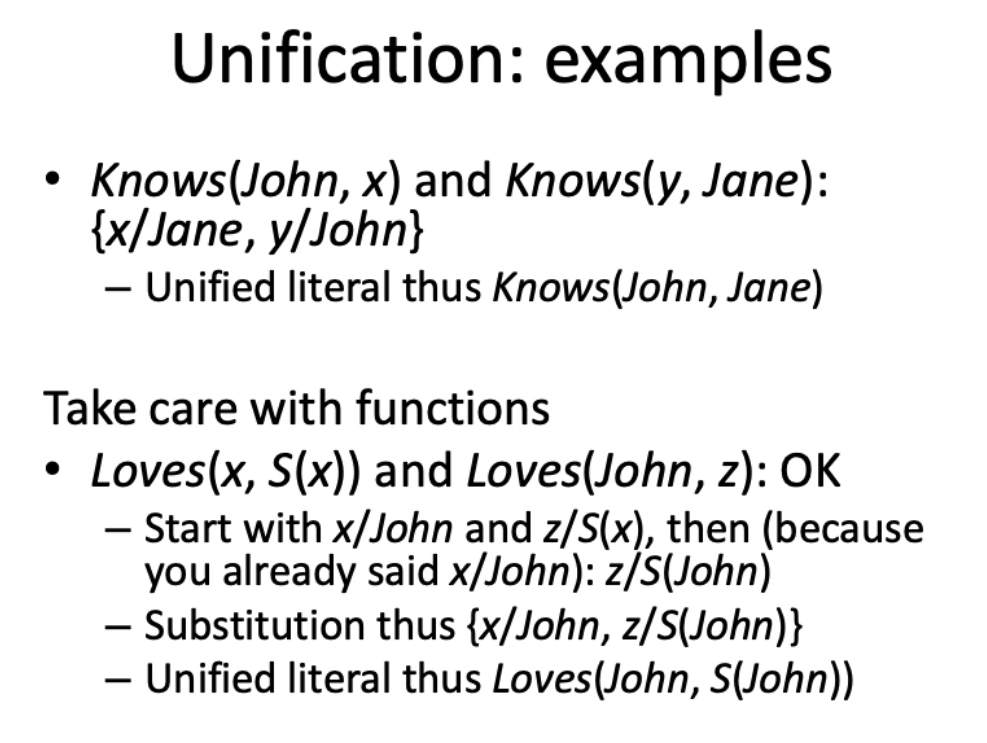 Unification: examples
• Knows(John, x) and Knows(y, Jane):
{x/Jane, y/John}
– Unified literal thus Knows(John, Jane)
Take care with functions
• Loves(x, S(x)) and Loves(John, z): OK
– Start with x/John and z/S(x), then (because
you already said x/John): z/S(John)
– Substitution thus {x/John, z/S(John)}
– Unified literal thus Loves(John, S(John))